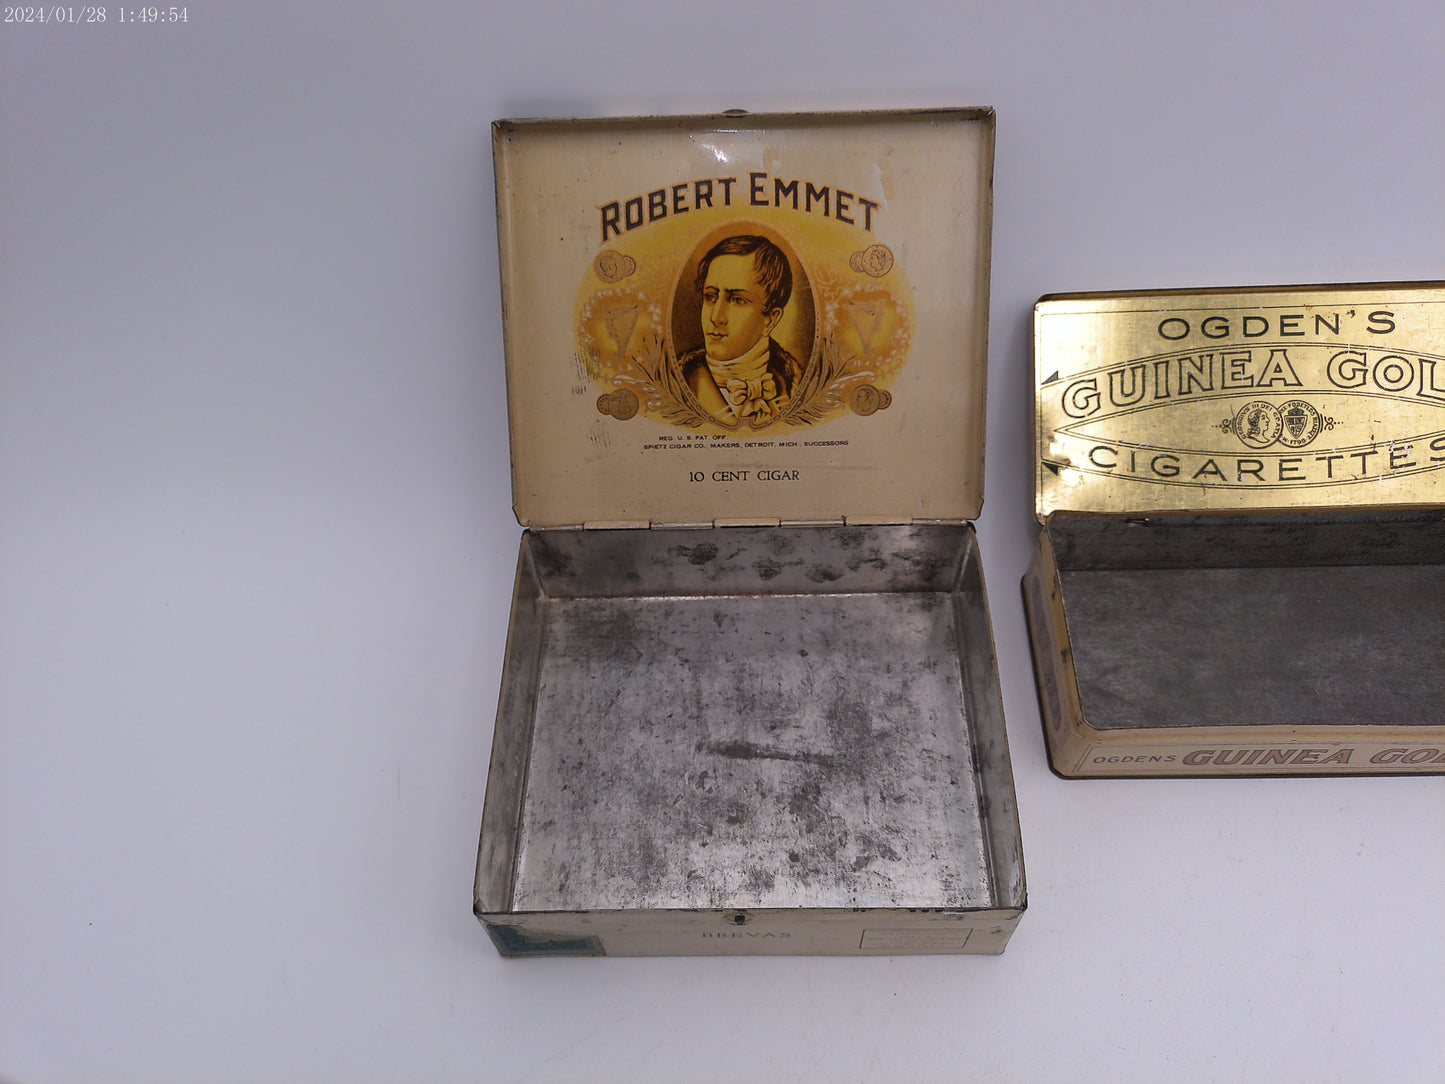 2024/01/28 1:49:54
ROBERT EMMET
REG. U. S. PAT. OFF.
SPIETZ CIGAR CO. MAKERS, DETROIT, MICH. SUCCESSORS
10 CENT CIGAR
BREVAS
OGDEN'S
GUINEA GOL
CIGARETTES
OGDENS GUINEA GOL